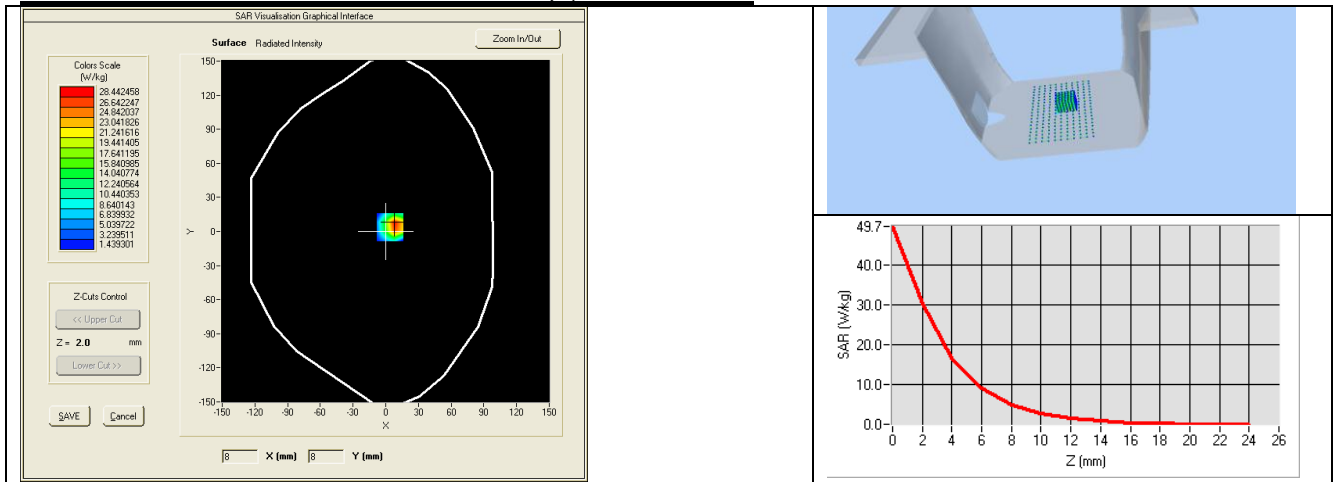 SAR Visualisation Graphical Interface
Surface Radiated Intensity
Zoom In/Out
Colors Scale
(W/kg)
28.442458
26.642247
24.842037
23.041826
21.241616
19.441405
17.641195
15.840985
14.040774
12.240564
10.440353
8.640143
6.839932
5.039722
3.239511
1.439301
Z-Cuts Control
<< Upper Cut
Z = 2.0 mm
Lower Cut >>
SAVE Cancel
150
120
90
60
30
0
-30
-60
-90
-120
-150
Y
-150 -120 -90 -60 -30 0 30 60 90 120 150
X
8 X (mm) 8 Y (mm)
49.7
40.0
30.0
20.0
10.0
0.0
SAR (W/kg)
0 2 4 6 8 10 12 14 16 18 20 22 24 26
Z (mm)